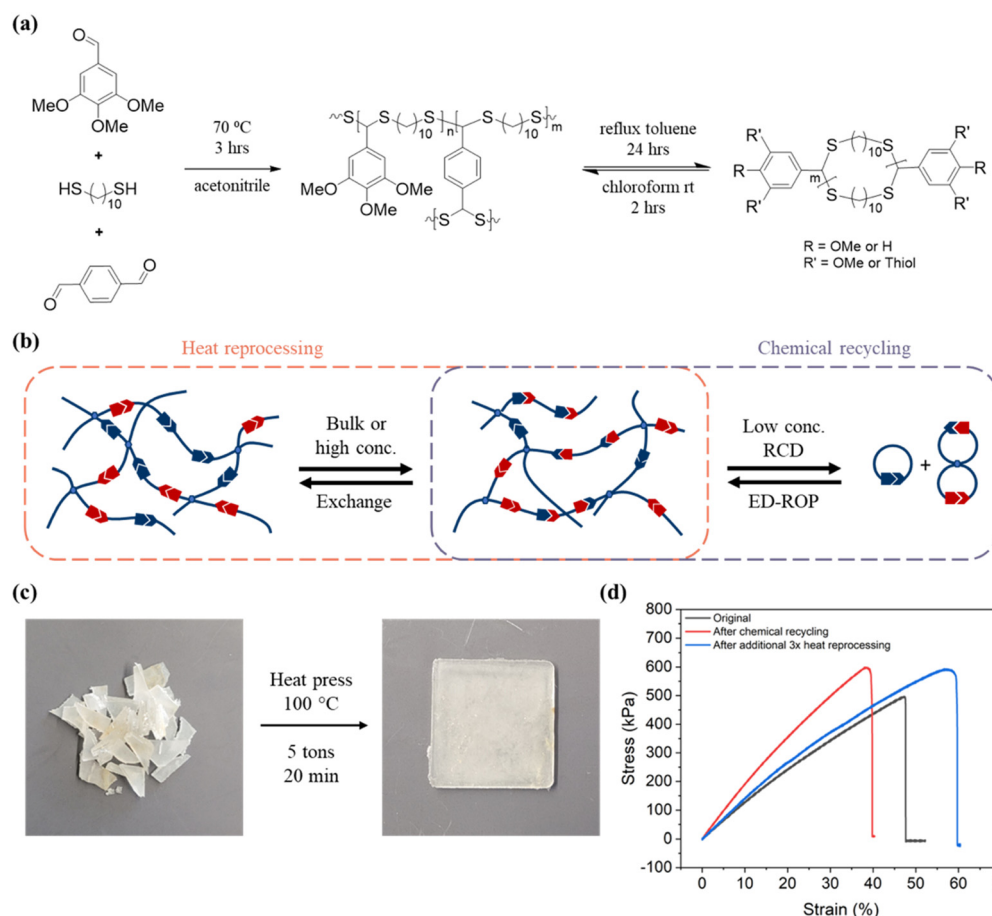 (a)
O
MeO
OMe
OMe
+
HS
SH
10
+
O
O
70 ºC
3 hrs
acetonitrile
S
S
S
S
S
10
n
10
m
MeO
OMe
OMe
S
S
reflux toluene
24 hrs
chloroform rt
2 hrs
R'
R
R'
S
10
S
m
S
10
S
R'
R
R'
R = OMe or H
R' = OMe or Thiol
(b)
Heat reprocessing
Chemical recycling
Bulk or
high conc.
Exchange
Low conc.
RCD
ED-ROP
+
(c)
Heat press
100 °C
5 tons
20 min
(d)
800
700
600
500
400
300
200
100
0
-100
Stress (kPa)
Original
After chemical recycling
After additional 3x heat reprocessing
0 10 20 30 40 50 60
Strain (%)